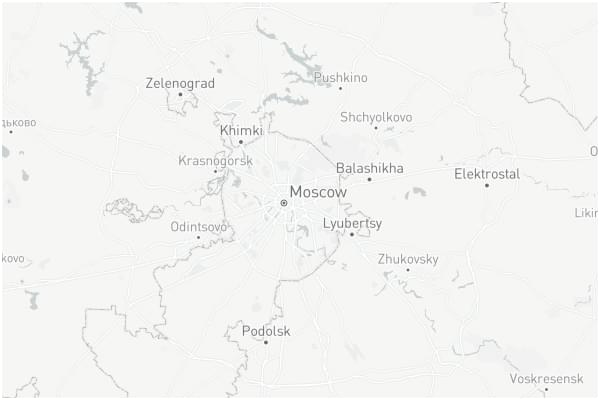 Pushkino
Zelenograd
Shchyolkovo
дьково
Khimki
Krasnogorsk
Balashikha
Elektrostal
Moscow
Likin
Odintsovo
Lyubertsy
kovo
Zhukovsky
Podolsk
Voskresensk